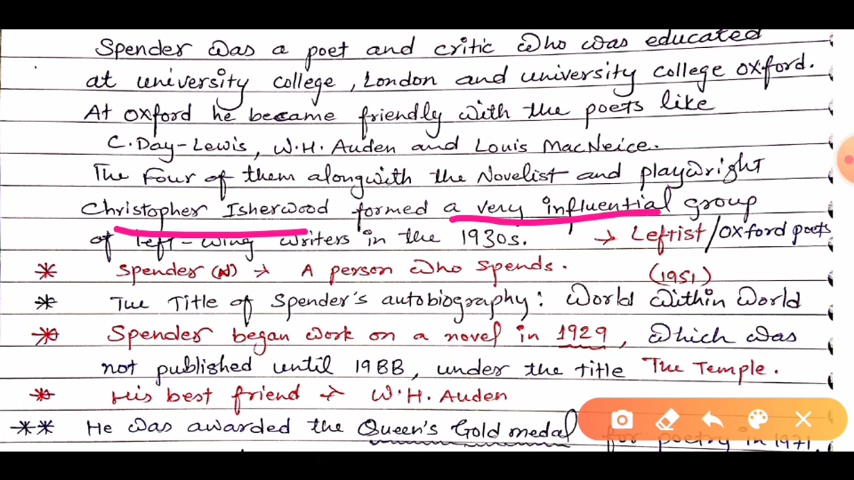 Spender was a poet and critic who was educated
at university college, London and university college Oxford.
At Oxford he became friendly with the poets like
C. Day-Lewis, W.H. Auden and Louis MacNeice.
The Four of them alongwith the Novelist and playwright
Christopher Isherwood formed a very influential group
of left-wing writers in the 1930s. → Leftist/Oxford poets
* Spender (N) → A person who spends. (1951)
* The Title of Spender's autobiography: World within World
* Spender began work on a novel in 1929, which was
not published until 1988, under the title The Temple.
* His best friend → W.H. Auden
** He was awarded the Queen's Gold medal for poetry in 1971.